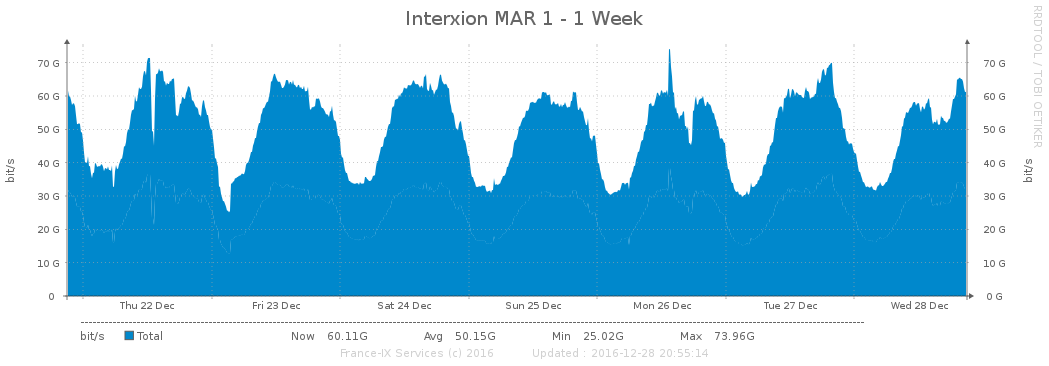 Interxion MAR 1 - 1 Week
RRDTOOL / TOBI OETIKER
bit/s
70 G 70 G
60 G 60 G
50 G 50 G
40 G 40 G
30 G 30 G
20 G 20 G
10 G 10 G
0 0 G
bit/s
Thu 22 Dec Fri 23 Dec Sat 24 Dec Sun 25 Dec Mon 26 Dec Tue 27 Dec Wed 28 Dec
bit/s Total Now 60.11G Avg 50.15G Min 25.02G Max 73.96G
France-IX Services (c) 2016 Updated : 2016-12-28 20:55:14